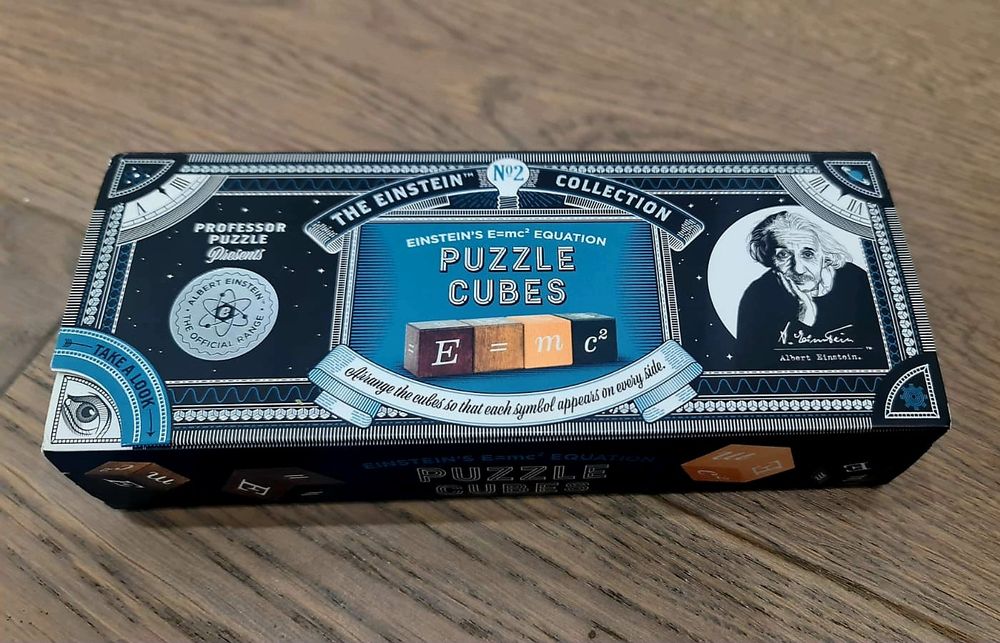 THE EINSTEIN™ No2 COLLECTION
PROFESSOR
PUZZLE
Presents
ALBERT EINSTEIN™
THE OFFICIAL RANGE
EINSTEIN'S E=mc² EQUATION
PUZZLE
CUBES
= E = m c²
Arrange the cubes so that each symbol appears on every side.
A. Einstein ™
Albert Einstein.
TAKE A LOOK
EINSTEIN'S E=mc² EQUATION
PUZZLE
CUBES